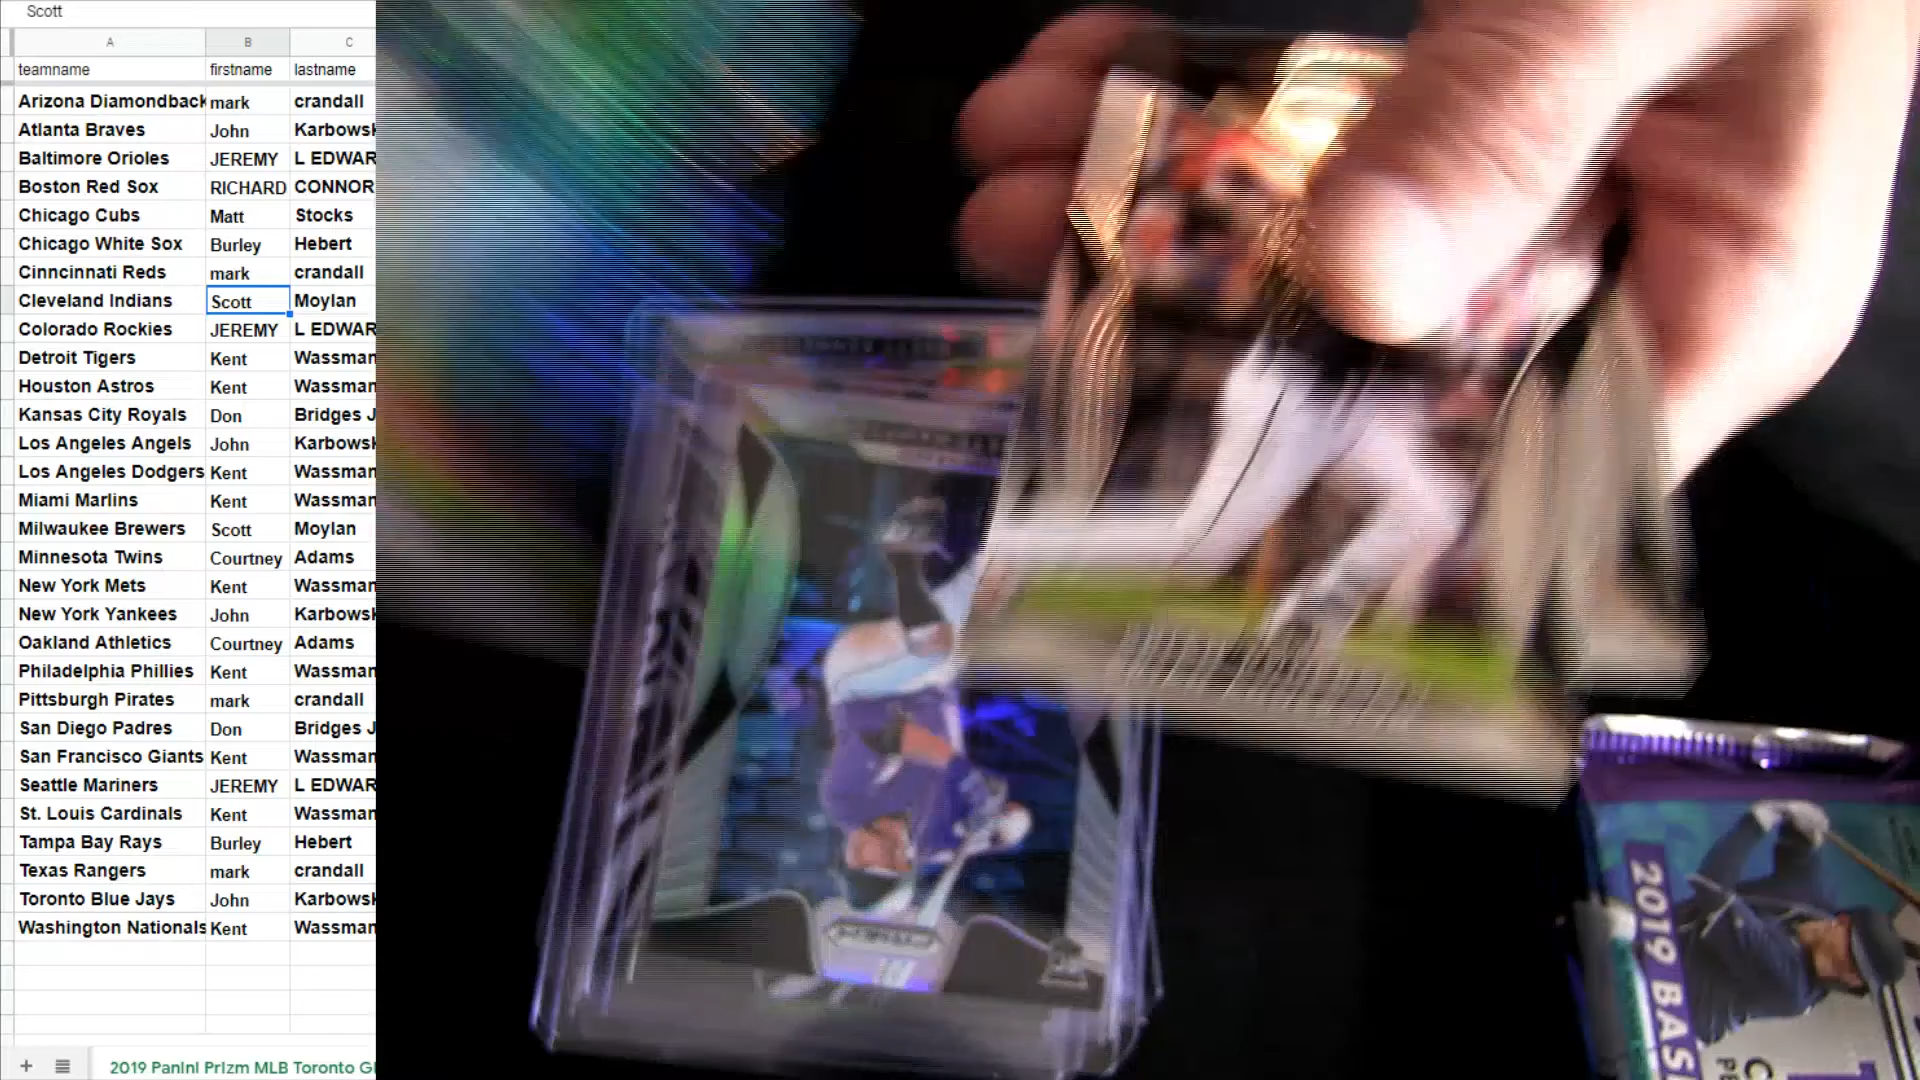 Scott
A B C
teamname firstname lastname
Arizona Diamondback mark crandall
Atlanta Braves John Karbowsk
Baltimore Orioles JEREMY L EDWAR
Boston Red Sox RICHARD CONNOR
Chicago Cubs Matt Stocks
Chicago White Sox Burley Hebert
Cinncinnati Reds mark crandall
Cleveland Indians Scott Moylan
Colorado Rockies JEREMY L EDWAR
Detroit Tigers Kent Wassman
Houston Astros Kent Wassman
Kansas City Royals Don Bridges J
Los Angeles Angels John Karbowsk
Los Angeles Dodgers Kent Wassman
Miami Marlins Kent Wassman
Milwaukee Brewers Scott Moylan
Minnesota Twins Courtney Adams
New York Mets Kent Wassman
New York Yankees John Karbowsk
Oakland Athletics Courtney Adams
Philadelphia Phillies Kent Wassman
Pittsburgh Pirates mark crandall
San Diego Padres Don Bridges J
San Francisco Giants Kent Wassman
Seattle Mariners JEREMY L EDWAR
St. Louis Cardinals Kent Wassman
Tampa Bay Rays Burley Hebert
Texas Rangers mark crandall
Toronto Blue Jays John Karbowsk
Washington Nationals Kent Wassman
2019 Panini Prizm MLB Toronto G
2019 BAS